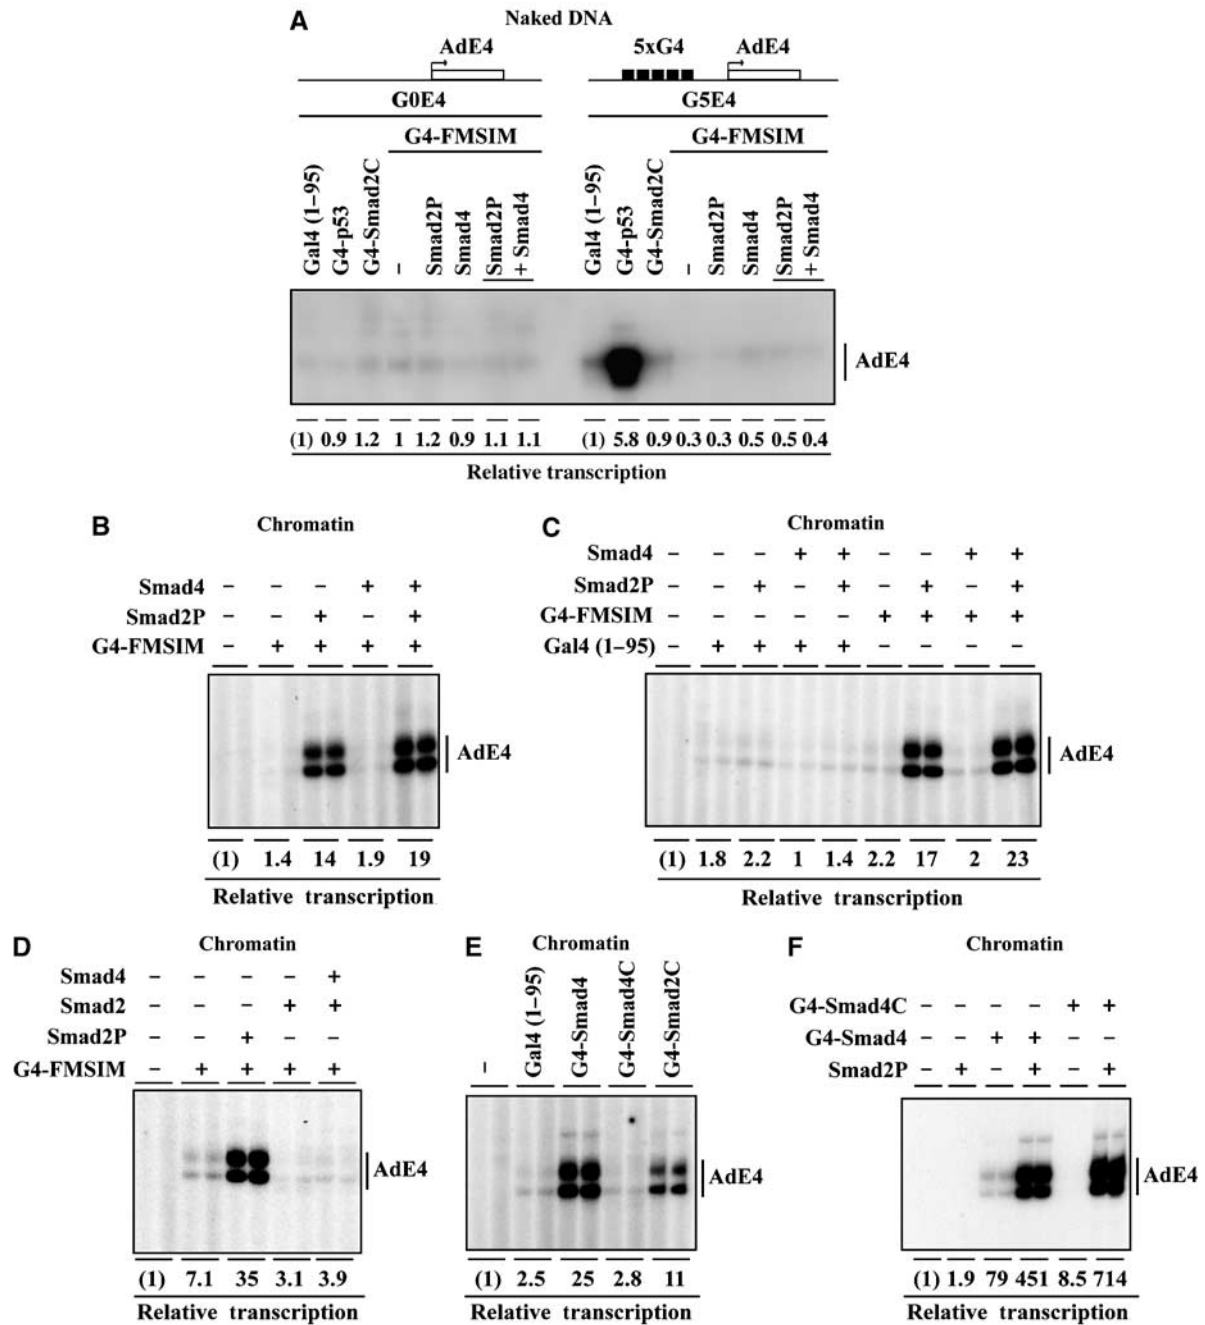 A
Naked DNA
AdE4 5xG4 AdE4
G0E4 G5E4
G4-FMSIM G4-FMSIM
Gal4 (1–95) G4-p53 G4-Smad2C – Smad2P Smad4 Smad2P + Smad4 Gal4 (1–95) G4-p53 G4-Smad2C – Smad2P Smad4 Smad2P + Smad4
AdE4
(1) 0.9 1.2 1 1.2 0.9 1.1 1.1 (1) 5.8 0.9 0.3 0.3 0.5 0.5 0.4
Relative transcription
B
Chromatin
Smad4 – – – + +
Smad2P – – + – +
G4-FMSIM – + + + +
AdE4
(1) 1.4 14 1.9 19
Relative transcription
C
Chromatin
Smad4 – – – + + – – + +
Smad2P – – + – + – + – +
G4-FMSIM – – – – – + + + +
Gal4 (1–95) – + + + + – – – –
AdE4
(1) 1.8 2.2 1 1.4 2.2 17 2 23
Relative transcription
D
Chromatin
Smad4 – – – – +
Smad2 – – – + +
Smad2P – – + – –
G4-FMSIM – + + + +
AdE4
(1) 7.1 35 3.1 3.9
Relative transcription
E
Chromatin
– Gal4 (1–95) G4-Smad4 G4-Smad4C G4-Smad2C
AdE4
(1) 2.5 25 2.8 11
Relative transcription
F
Chromatin
G4-Smad4C – – – – + +
G4-Smad4 – – + + – –
Smad2P – + – + – +
AdE4
(1) 1.9 79 451 8.5 714
Relative transcription